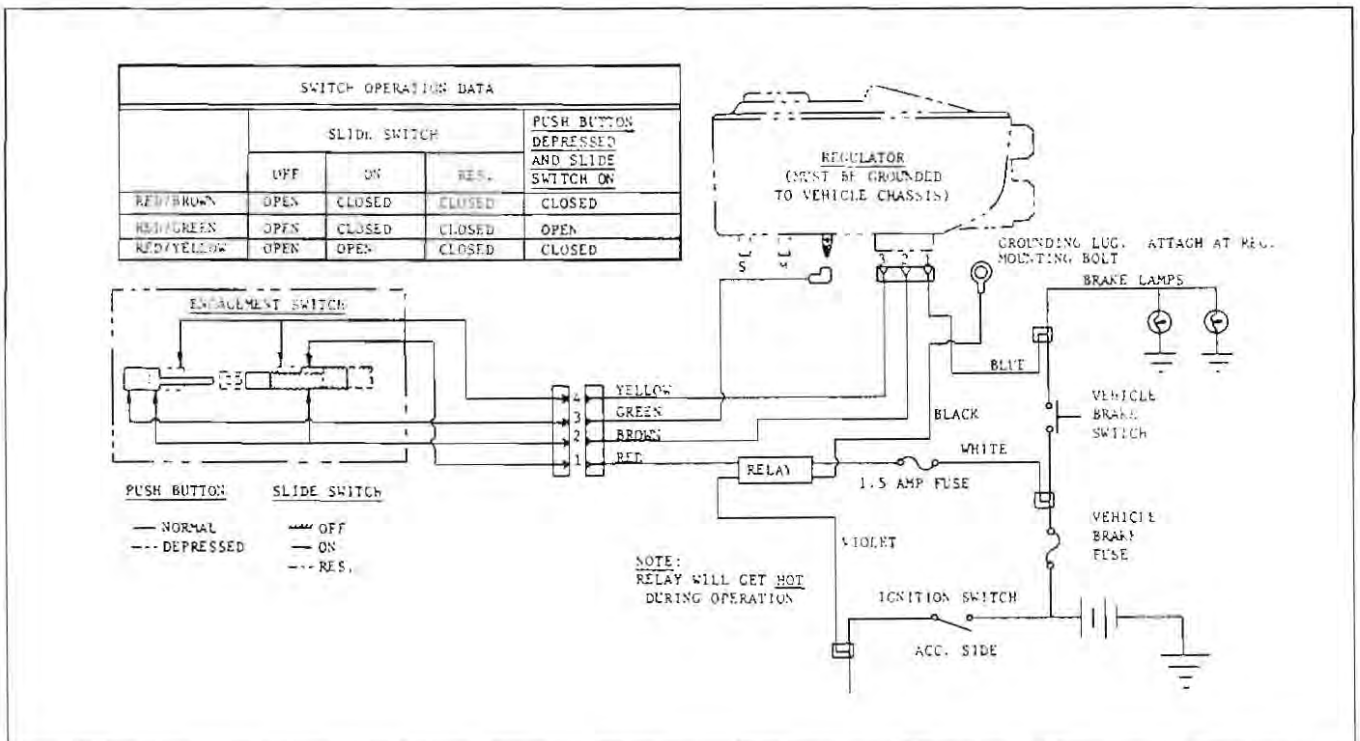 SWITCH OPERATION DATA
SLIDE SWITCH
PUSH BUTTON
DEPRESSED
AND SLIDE
SWITCH ON
OFF ON RES.
RED/BROWN OPEN CLOSED CLOSED CLOSED
RED/GREEN OPEN CLOSED CLOSED OPEN
RED/YELLOW OPEN OPEN CLOSED CLOSED
REGULATOR
(MUST BE GROUNDED
TO VEHICLE CHASSIS)
S
GROUNDING LUG. ATTACH AT REG.
MOUNTING BOLT
BRAKE LAMPS
ENGAGEMENT SWITCH
BLUE
4 YELLOW
3 GREEN
2 BROWN
1 RED
BLACK
VEHICLE
BRAKE
SWITCH
WHITE
RELAY
1.5 AMP FUSE
PUSH BUTTON
NORMAL
DEPRESSED
SLIDE SWITCH
OFF
ON
RES.
VIOLET
VEHICLE
BRAKE
FUSE
NOTE:
RELAY WILL GET HOT
DURING OPERATION
IGNITION SWITCH
ACC. SIDE